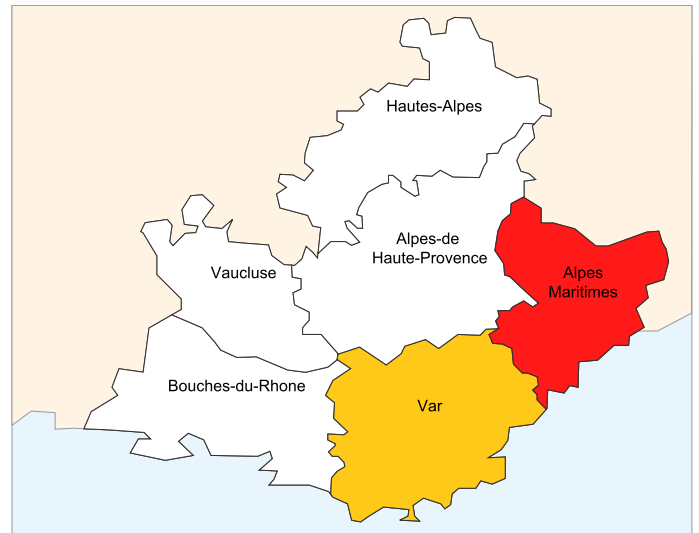 Hautes-Alpes
Alpes-de
Haute-Provence
Vaucluse
Alpes
Maritimes
Bouches-du-Rhone
Var